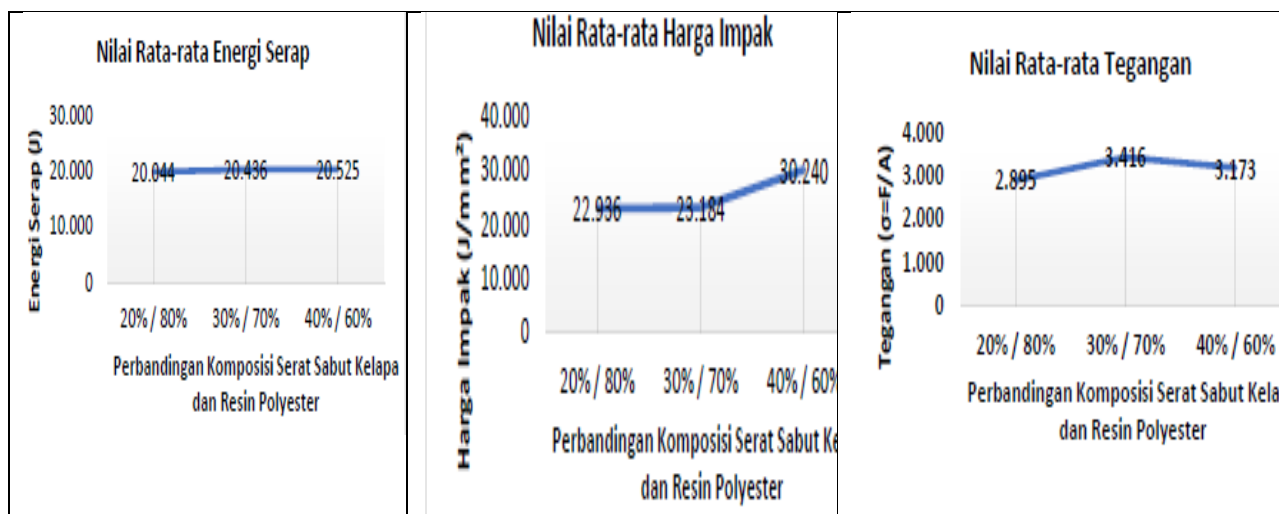 Nilai Rata-rata Energi Serap
Energi Serap (J)
30.000
20.000
10.000
0
20.044
20.436
20.525
20% / 80%
30% / 70%
40% / 60%
Perbandingan Komposisi Serat Sabut Kelapa
dan Resin Polyester
Nilai Rata-rata Harga Impak
Harga Impak (J/mm²)
40.000
30.000
20.000
10.000
0
22.936
23.184
30.240
20% / 80%
30% / 70%
40% / 60%
Perbandingan Komposisi Serat Sabut Ke
dan Resin Polyester
Nilai Rata-rata Tegangan
Tegangan (σ=F/A)
4.000
3.000
2.000
1.000
0
2.895
3.416
3.173
20% / 80%
30% / 70%
40% / 60%
Perbandingan Komposisi Serat Sabut Kela
dan Resin Polyester